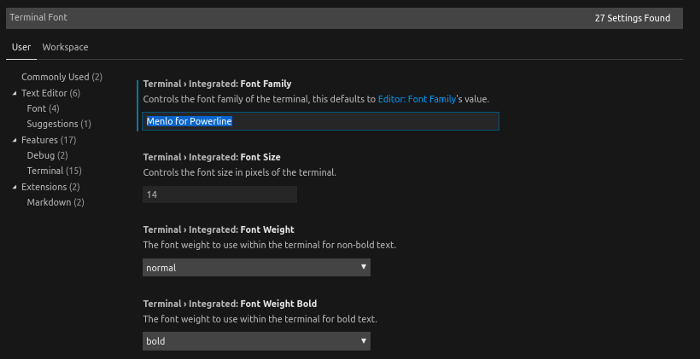 Terminal Font
27 Settings Found
User
Workspace
Commonly Used (2)
Text Editor (6)
Font (4)
Suggestions (1)
Features (17)
Debug (2)
Terminal (15)
Extensions (2)
Markdown (2)
Terminal › Integrated: Font Family
Controls the font family of the terminal, this defaults to Editor: Font Family's value.
Menlo for Powerline
Terminal › Integrated: Font Size
Controls the font size in pixels of the terminal.
14
Terminal › Integrated: Font Weight
The font weight to use within the terminal for non-bold text.
normal
Terminal › Integrated: Font Weight Bold
The font weight to use within the terminal for bold text.
bold